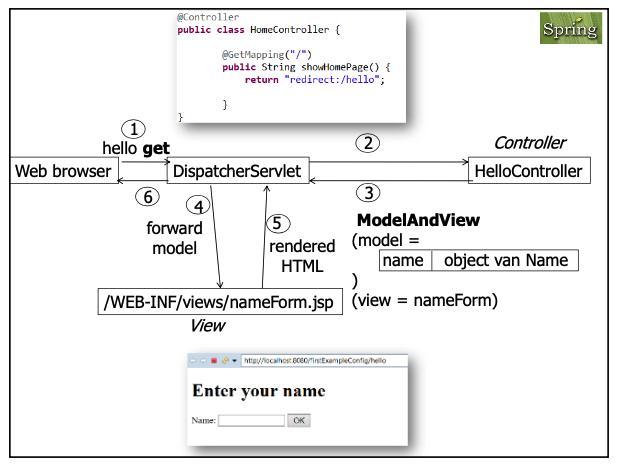 @Controller
public class HomeController {
@GetMapping("/")
public String showHomePage() {
return "redirect:/hello";
}
}
Spring
1
hello get
2
Controller
Web browser
DispatcherServlet
HelloController
6
3
4
forward
model
5
rendered
HTML
ModelAndView
(model =
name
object van Name
)
/WEB-INF/views/nameForm.jsp
(view = nameForm)
View
http://localhost:8080/firstExampleConfig/hello
Enter your name
Name:
OK